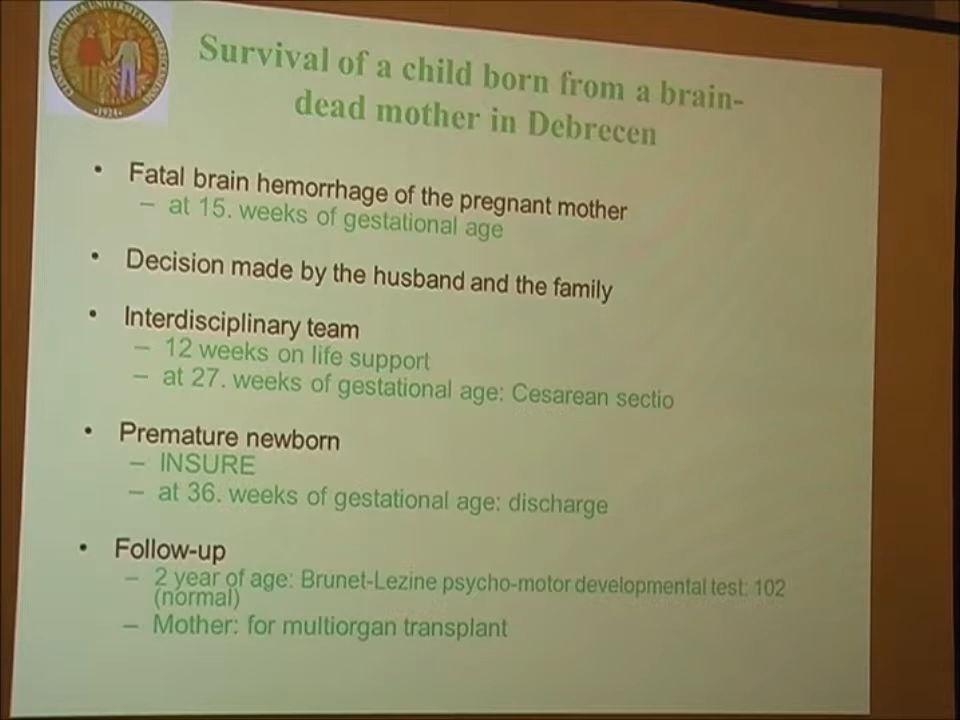 Survival of a child born from a brain-
dead mother in Debrecen
• Fatal brain hemorrhage of the pregnant mother
– at 15. weeks of gestational age
• Decision made by the husband and the family
• Interdisciplinary team
– 12 weeks on life support
– at 27. weeks of gestational age: Cesarean sectio
• Premature newborn
– INSURE
– at 36. weeks of gestational age: discharge
• Follow-up
– 2 year of age: Brunet-Lezine psycho-motor developmental test: 102
(normal)
– Mother: for multiorgan transplant